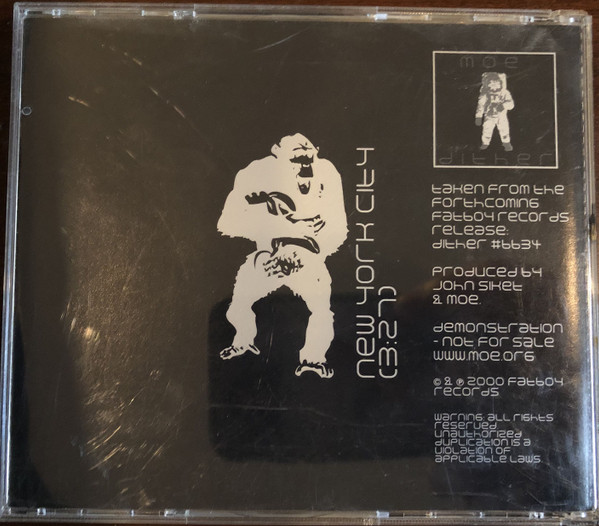 new york city
(3:27)
moe
dither
taken from the
forthcoming
fatboy records
release:
dither #6634
produced by
john siket
& moe.
demonstration
- not for sale
www.moe.org
© & ℗ 2000 fatboy
records
warning: all rights
reserved
unauthorized
duplication is a
violation of
applicable laws.